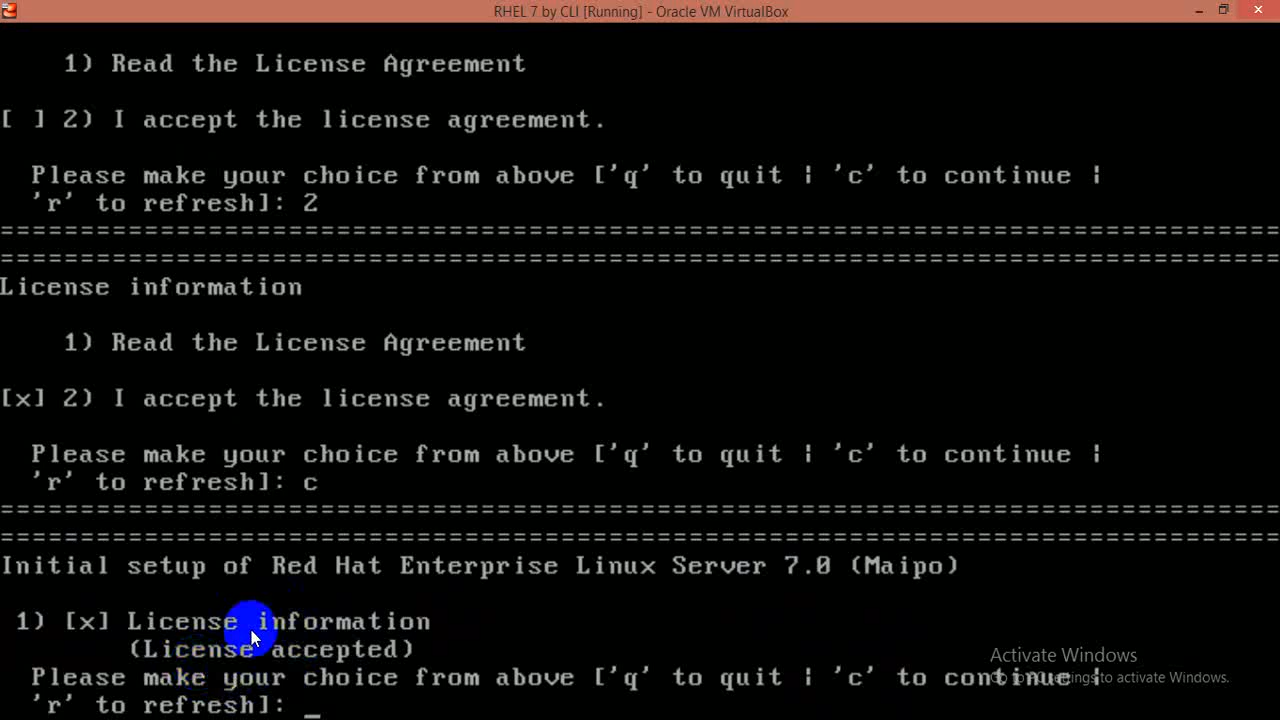 RHEL 7 by CLI [Running] - Oracle VM VirtualBox
1) Read the License Agreement
[ ] 2) I accept the license agreement.
Please make your choice from above ['q' to quit | 'c' to continue |
'r' to refresh]: 2
================================================================================
================================================================================
License information
1) Read the License Agreement
[x] 2) I accept the license agreement.
Please make your choice from above ['q' to quit | 'c' to continue |
'r' to refresh]: c
================================================================================
================================================================================
Initial setup of Red Hat Enterprise Linux Server 7.0 (Maipo)
1) [x] License information
(License accepted)
Activate Windows
Please make your choice from above ['q' to quit | 'c' to continue |
Go to PC settings to activate Windows.
'r' to refresh]: _